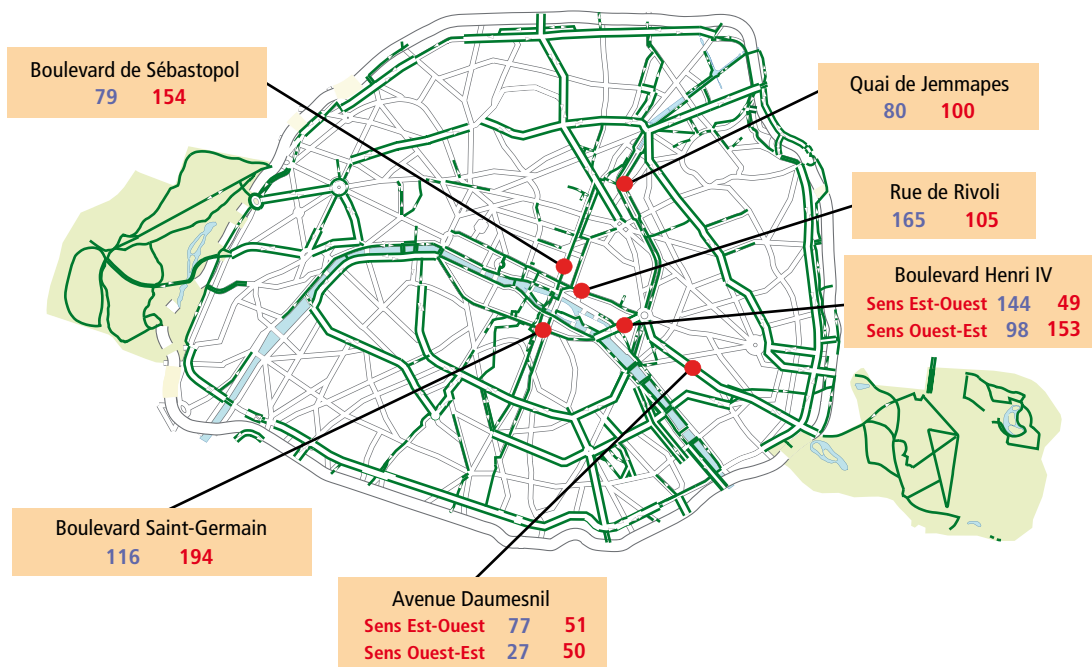 Boulevard de Sébastopol
79 154
Quai de Jemmapes
80 100
Rue de Rivoli
165 105
Boulevard Henri IV
Sens Est-Ouest 144 49
Sens Ouest-Est 98 153
Boulevard Saint-Germain
116 194
Avenue Daumesnil
Sens Est-Ouest 77 51
Sens Ouest-Est 27 50